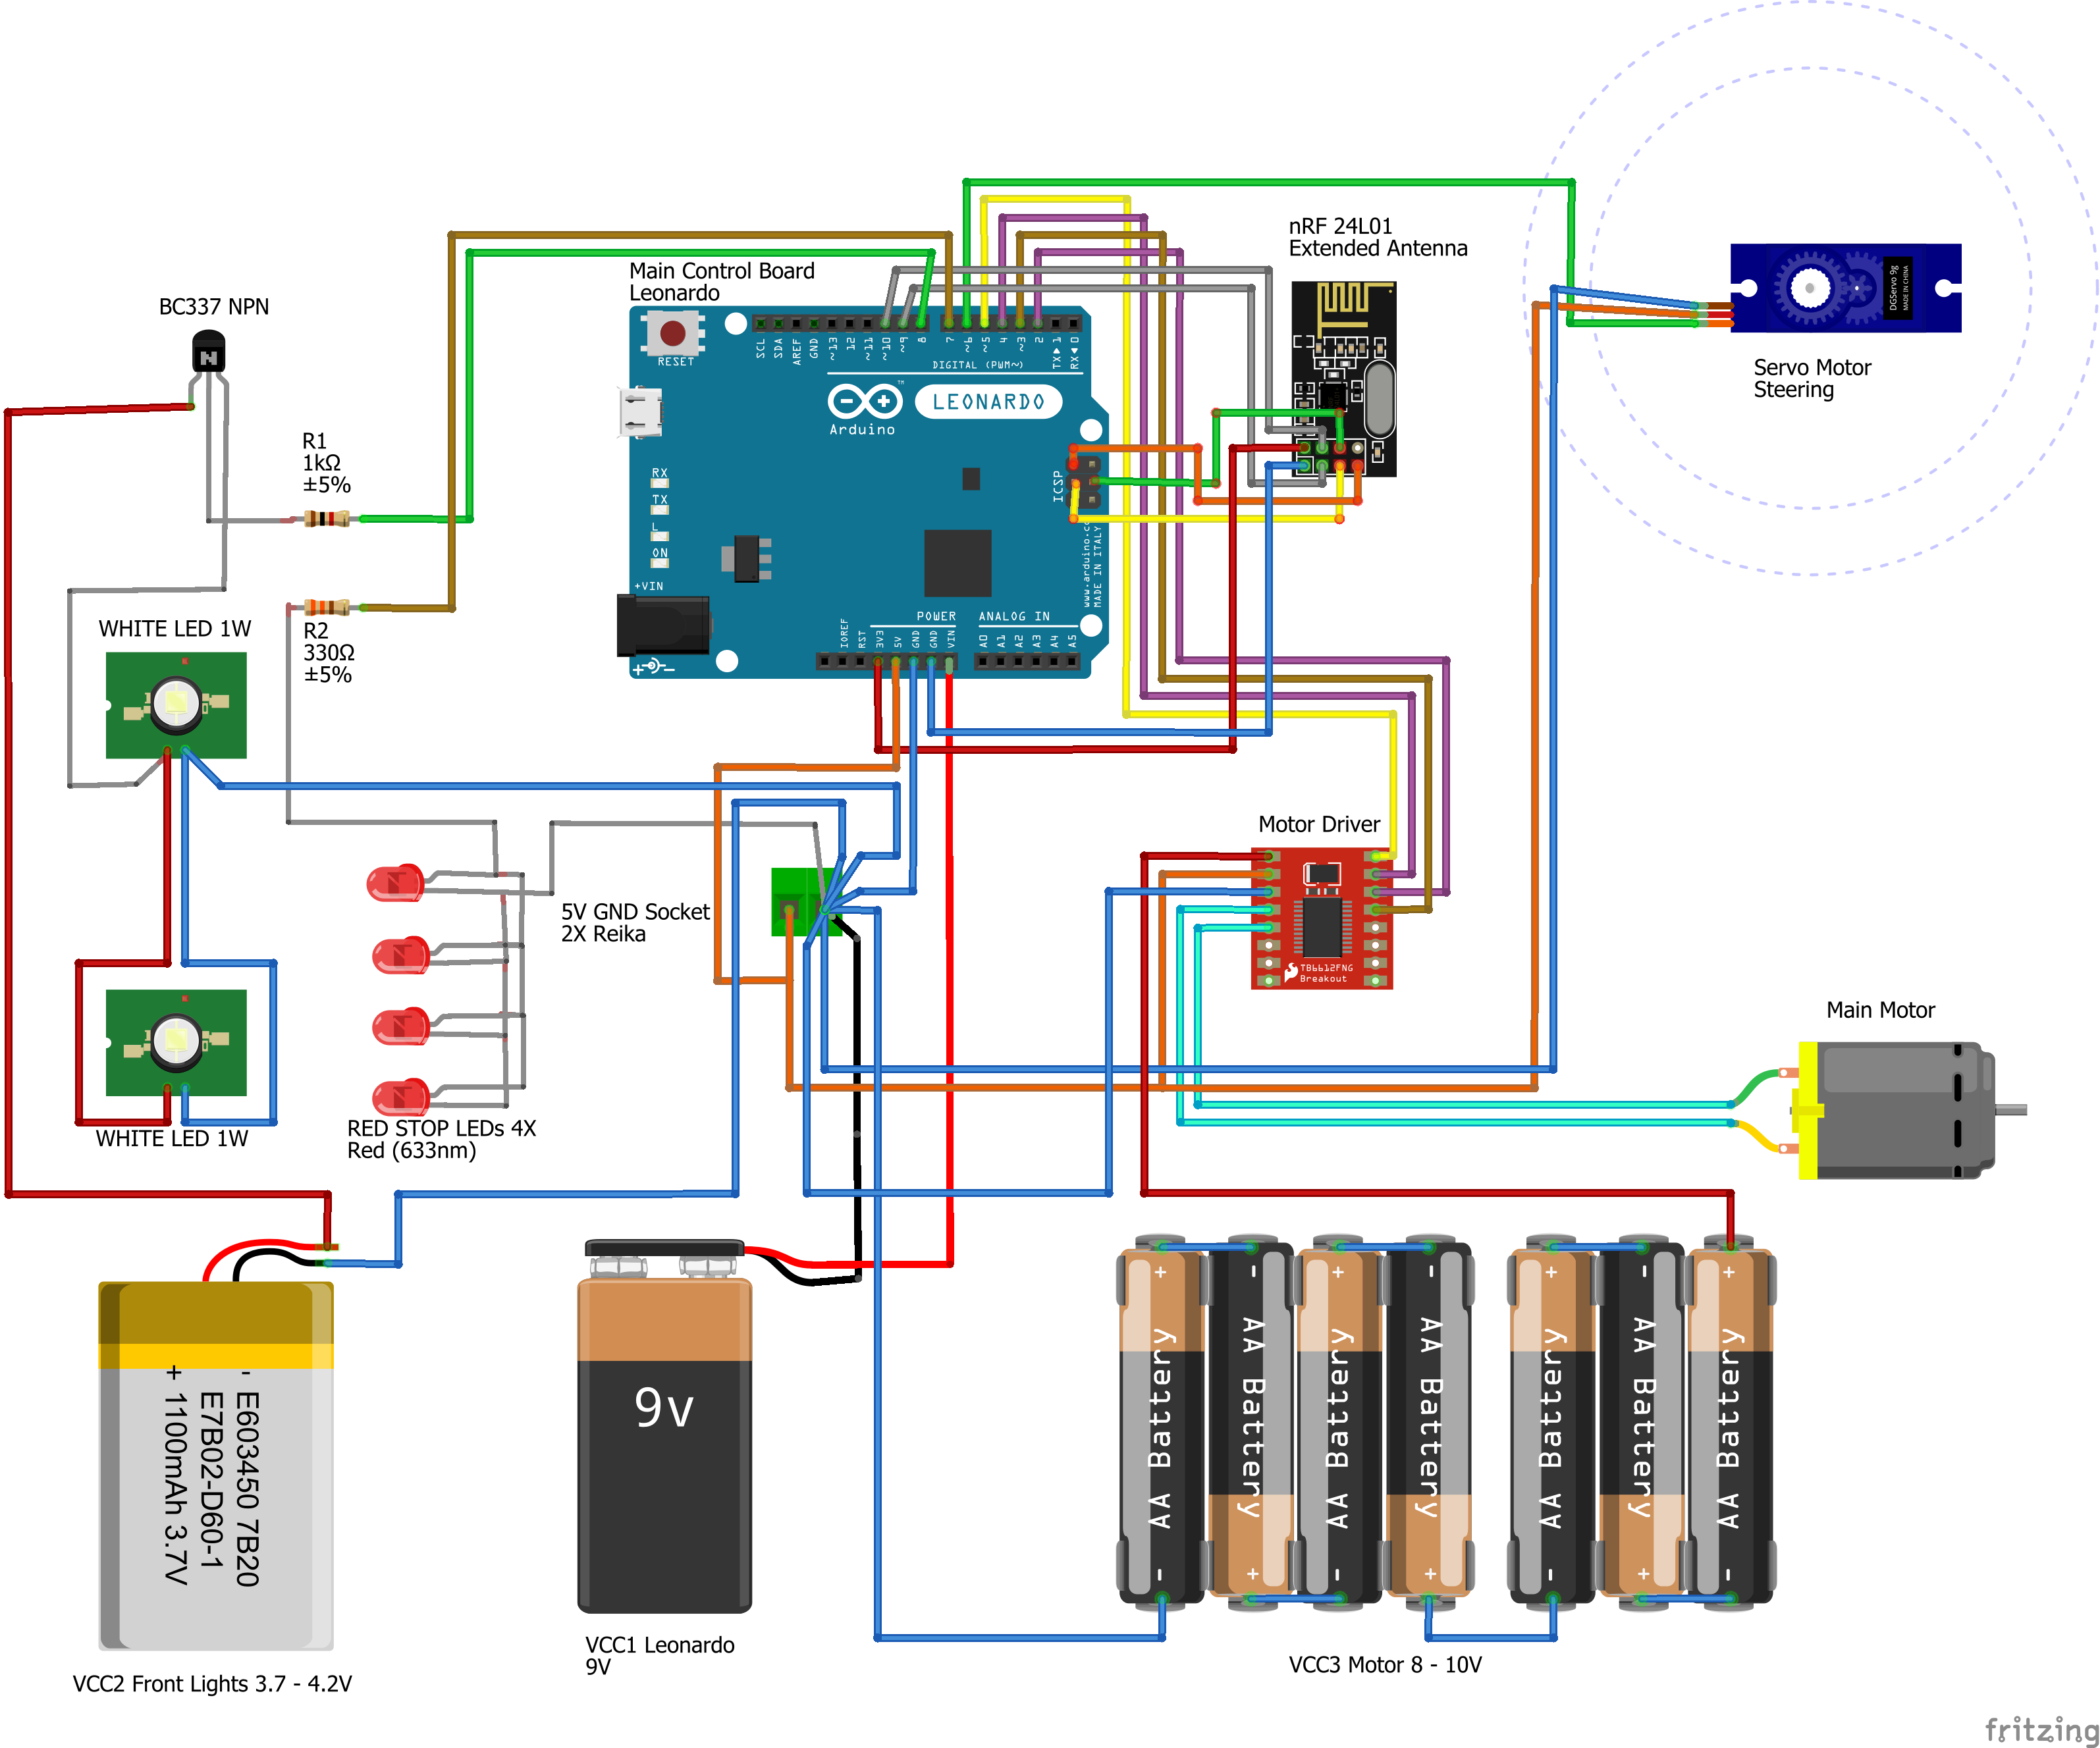 nRF 24L01
Extended Antenna
Main Control Board
Leonardo
BC337 NPN
RESET
SCL
SDA
AREF
GND
~13
12
~11
~10
~9
8
7
~6
~5
4
~3
2
TX▶ 1
RX◀ 0
DIGITAL (PWM~)
TM
LEONARDO
Arduino
DGServo 9g
MADE IN CHINA
Servo Motor
Steering
R1
1kΩ
±5%
RX
TX
L
ON
ICSP
www.arduino.cc
MADE IN ITALY
+VIN
R2
330Ω
±5%
WHITE LED 1W
POWER
ANALOG IN
IOREF
RST
3V3
5V
GND
GND
VIN
A0
A1
A2
A3
A4
A5
+ -
Motor Driver
5V GND Socket
2X Reika
TB6612FNG
Breakout
Main Motor
WHITE LED 1W
RED STOP LEDs 4X
Red (633nm)
- E603450 7B20
E7B02-D60-1
+ 1100mAh 3.7V
9v
AA Battery
+
-
AA Battery
-
+
AA Battery
+
-
AA Battery
-
+
AA Battery
+
-
AA Battery
-
+
AA Battery
+
-
VCC1 Leonardo
9V
VCC3 Motor 8 - 10V
VCC2 Front Lights 3.7 - 4.2V
fritzing